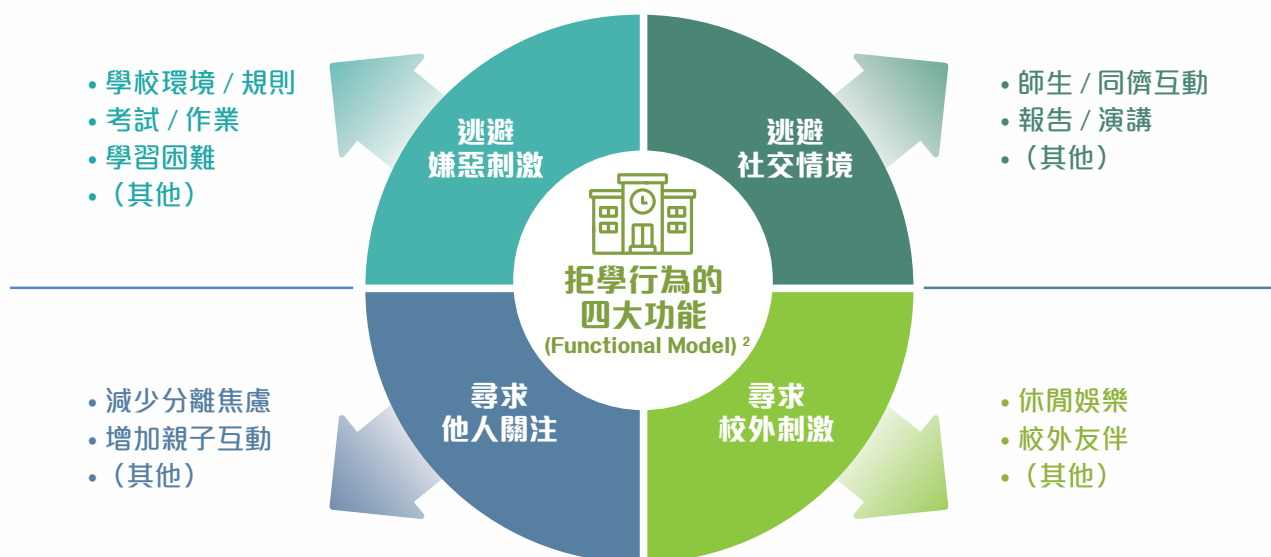 • 學校環境 / 規則
• 考試 / 作業
• 學習困難
• （其他）
逃避
嫌惡刺激
逃避
社交情境
• 師生 / 同儕互動
• 報告 / 演講
• （其他）
拒學行為的
四大功能
(Functional Model) ²
• 減少分離焦慮
• 增加親子互動
• （其他）
尋求
他人關注
尋求
校外刺激
• 休閒娛樂
• 校外友伴
• （其他）